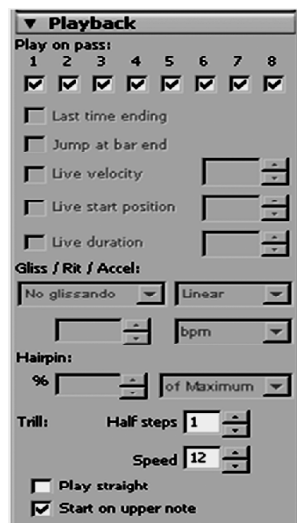 ▼ Playback
Play on pass:
1 2 3 4 5 6 7 8
Last time ending
Jump at bar end
Live velocity
Live start position
Live duration
Gliss / Rit / Accel:
No glissando Linear
bpm
Hairpin:
% of Maximum
Trill: Half steps 1
Speed 12
Play straight
Start on upper note